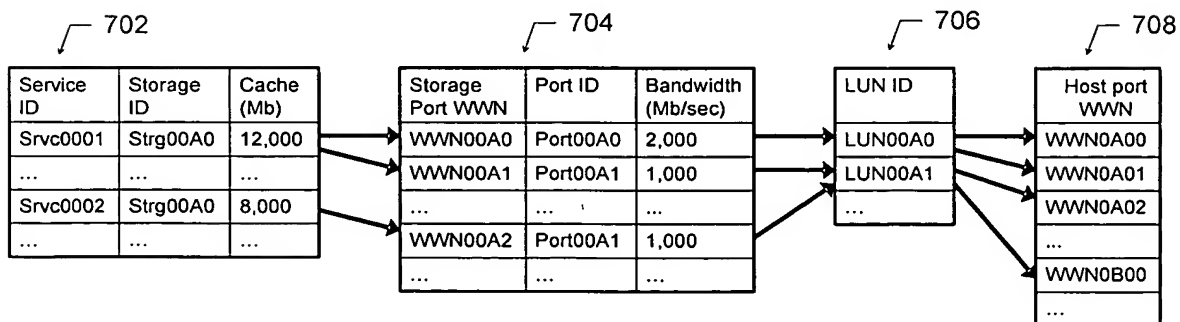 702
704
706
708
Service ID Storage ID Cache (Mb)
Srvc0001 Strg00A0 12,000
... ... ...
Srvc0002 Strg00A0 8,000
... ... ...
Storage Port WWN Port ID Bandwidth (Mb/sec)
WWN00A0 Port00A0 2,000
WWN00A1 Port00A1 1,000
... ... ...
WWN00A2 Port00A1 1,000
... ... ...
LUN ID
LUN00A0
LUN00A1
...
Host port WWN
WWN0A00
WWN0A01
WWN0A02
...
WWN0B00
...